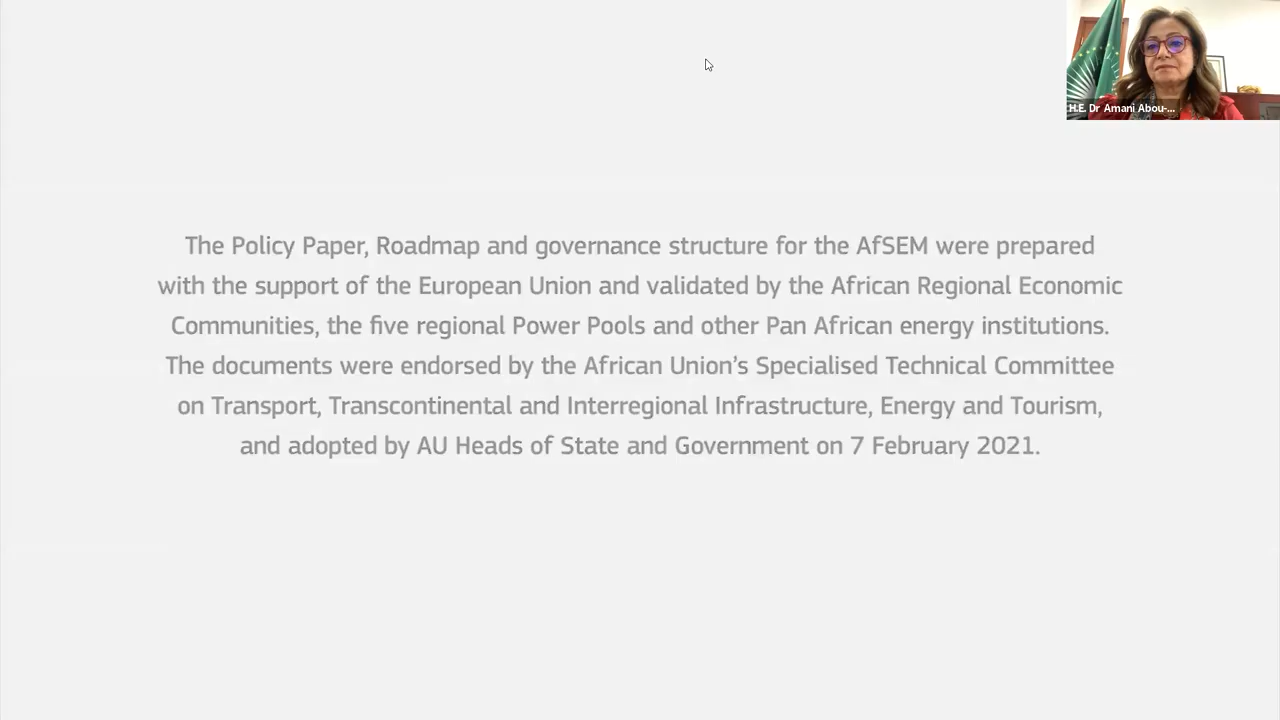 H.E. Dr Amani Abou-...
The Policy Paper, Roadmap and governance structure for the AfSEM were prepared
with the support of the European Union and validated by the African Regional Economic
Communities, the five regional Power Pools and other Pan African energy institutions.
The documents were endorsed by the African Union’s Specialised Technical Committee
on Transport, Transcontinental and Interregional Infrastructure, Energy and Tourism,
and adopted by AU Heads of State and Government on 7 February 2021.